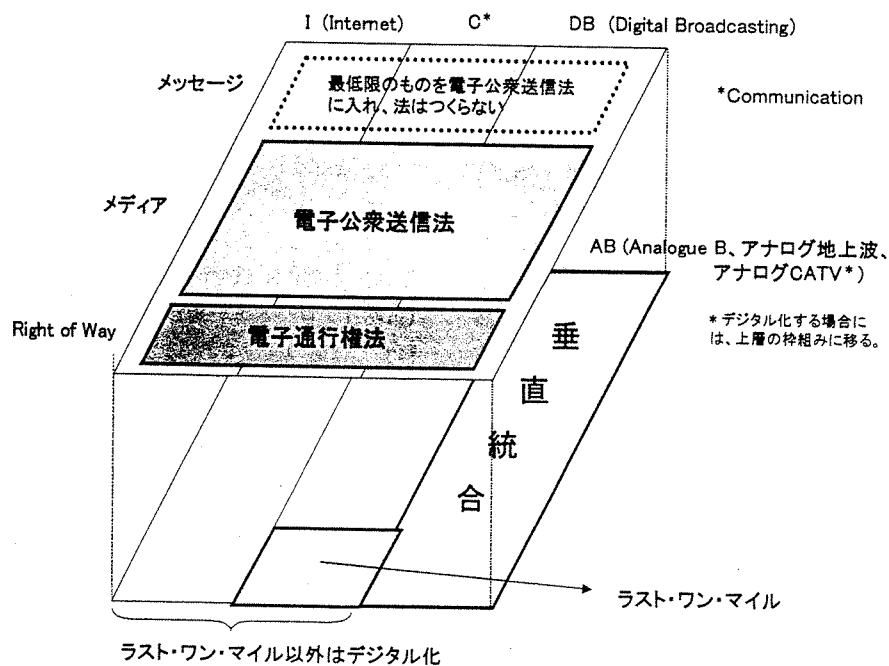 I (Internet)
C*
DB (Digital Broadcasting)
メッセージ
最低限のものを電子公衆送信法
に入れ、法はつくらない
*Communication
メディア
電子公衆送信法
AB (Analogue B、アナログ地上波、
アナログCATV*)
Right of Way
電子通行権法
*デジタル化する場合に
は、上層の枠組みに移る。
垂
直
統
合
ラスト・ワン・マイル
ラスト・ワン・マイル以外はデジタル化